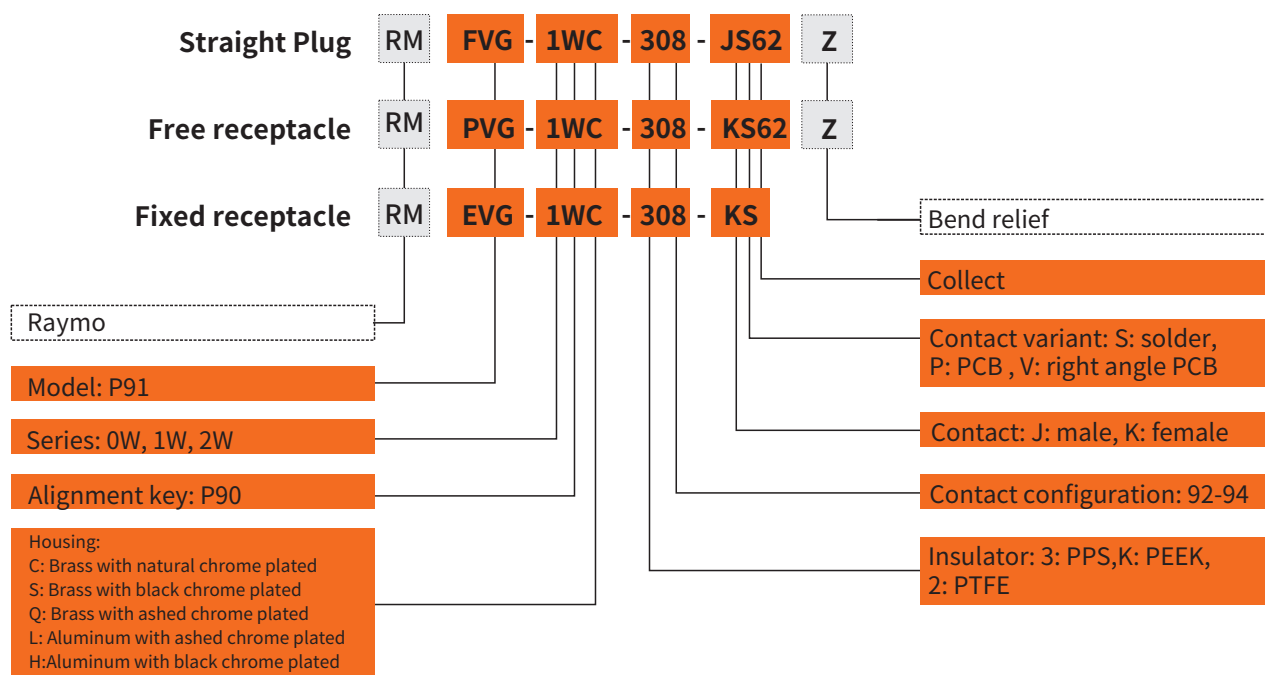 Straight Plug RM FVG - 1WC - 308 - JS62 Z
Free receptacle RM PVG - 1WC - 308 - KS62 Z
Fixed receptacle RM EVG - 1WC - 308 - KS
Bend relief
Collect
Raymo
Contact variant: S: solder,
P: PCB , V: right angle PCB
Model: P91
Series: 0W, 1W, 2W
Contact: J: male, K: female
Alignment key: P90
Contact configuration: 92-94
Housing:
C: Brass with natural chrome plated
S: Brass with black chrome plated
Q: Brass with ashed chrome plated
L: Aluminum with ashed chrome plated
H:Aluminum with black chrome plated
Insulator: 3: PPS,K: PEEK,
2: PTFE